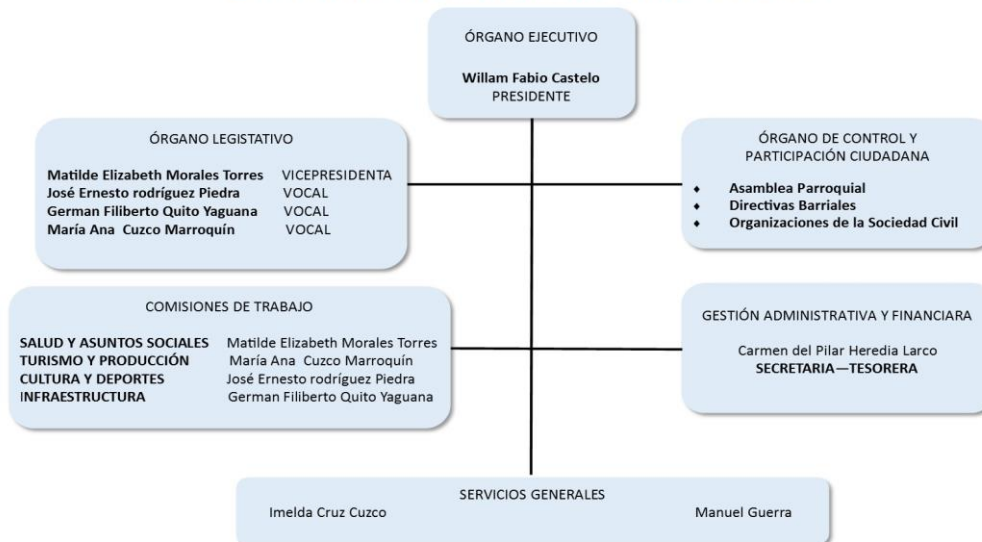 ÓRGANO EJECUTIVO
Willam Fabio Castelo
PRESIDENTE
ÓRGANO LEGISTATIVO
Matilde Elizabeth Morales Torres VICEPRESIDENTA
José Ernesto rodríguez Piedra VOCAL
German Filiberto Quito Yaguana VOCAL
María Ana Cuzco Marroquín VOCAL
ÓRGANO DE CONTROL Y
PARTICIPACIÓN CIUDADANA
♦ Asamblea Parroquial
♦ Directivas Barriales
♦ Organizaciones de la Sociedad Civil
COMISIONES DE TRABAJO
SALUD Y ASUNTOS SOCIALES Matilde Elizabeth Morales Torres
TURISMO Y PRODUCCIÓN María Ana Cuzco Marroquín
CULTURA Y DEPORTES José Ernesto rodríguez Piedra
INFRAESTRUCTURA German Filiberto Quito Yaguana
GESTIÓN ADMINISTRATIVA Y FINANCIARA
Carmen del Pilar Heredia Larco
SECRETARIA—TESORERA
SERVICIOS GENERALES
Imelda Cruz Cuzco Manuel Guerra